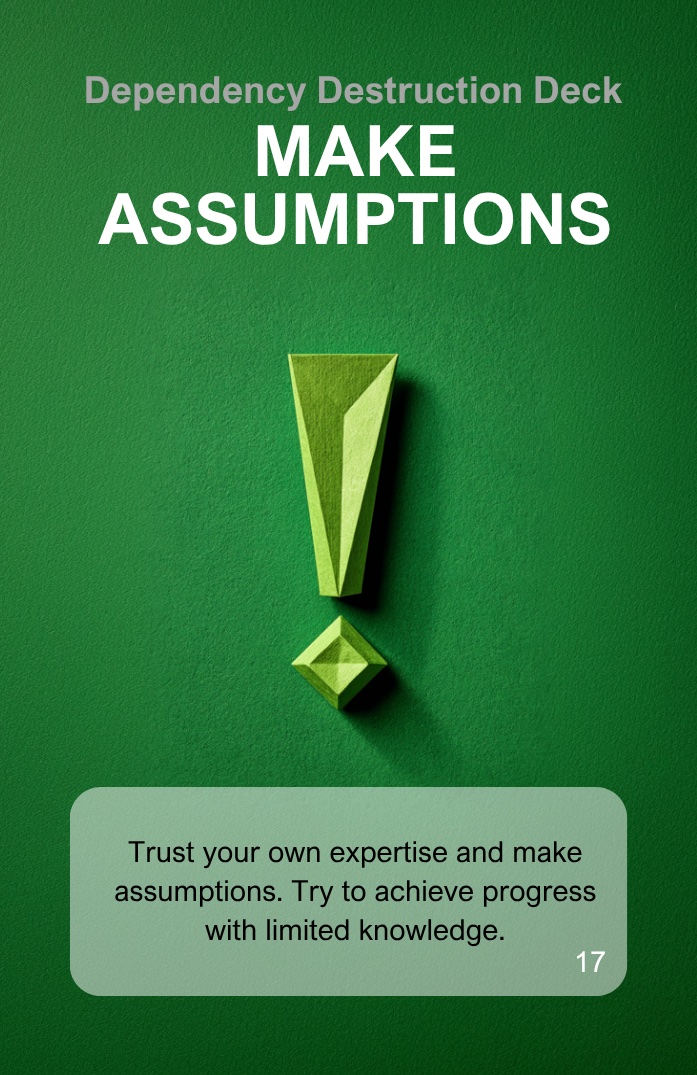 Dependency Destruction Deck
MAKE
ASSUMPTIONS
Trust your own expertise and make
assumptions. Try to achieve progress
with limited knowledge.
17